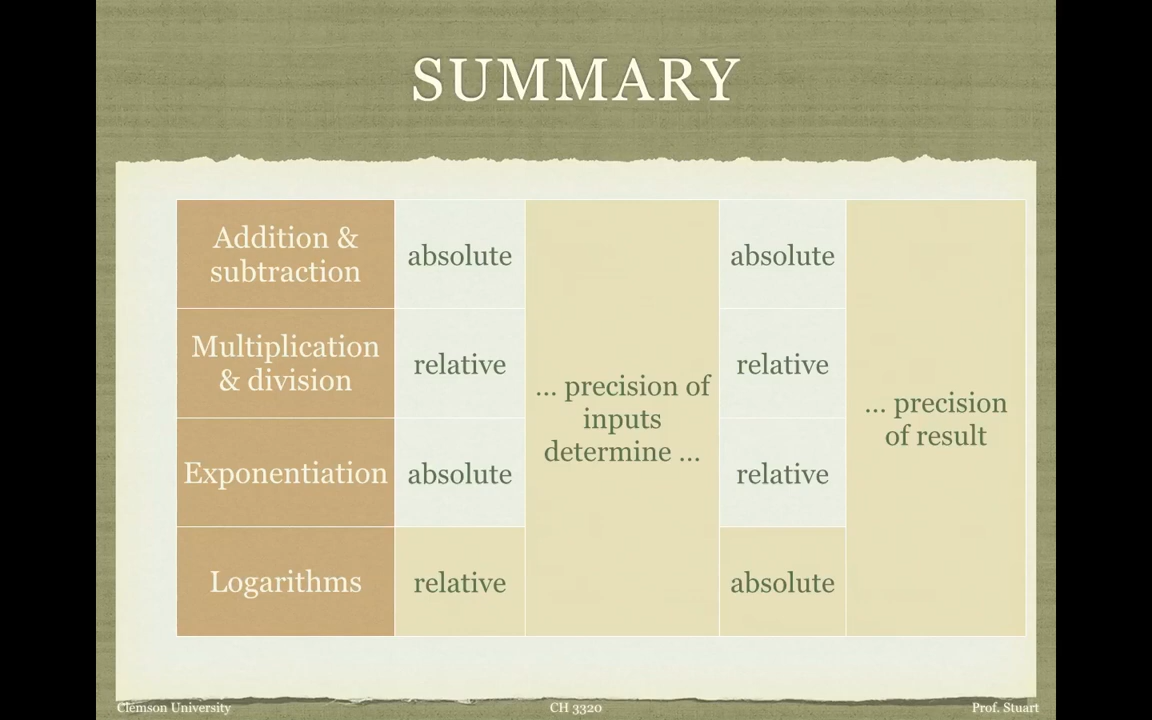 SUMMARY
Addition &
subtraction
absolute
absolute
Multiplication
& division
relative
relative
… precision of
inputs
determine …
… precision
of result
Exponentiation
absolute
relative
Logarithms
relative
absolute
Clemson University
CH 3320
Prof. Stuart